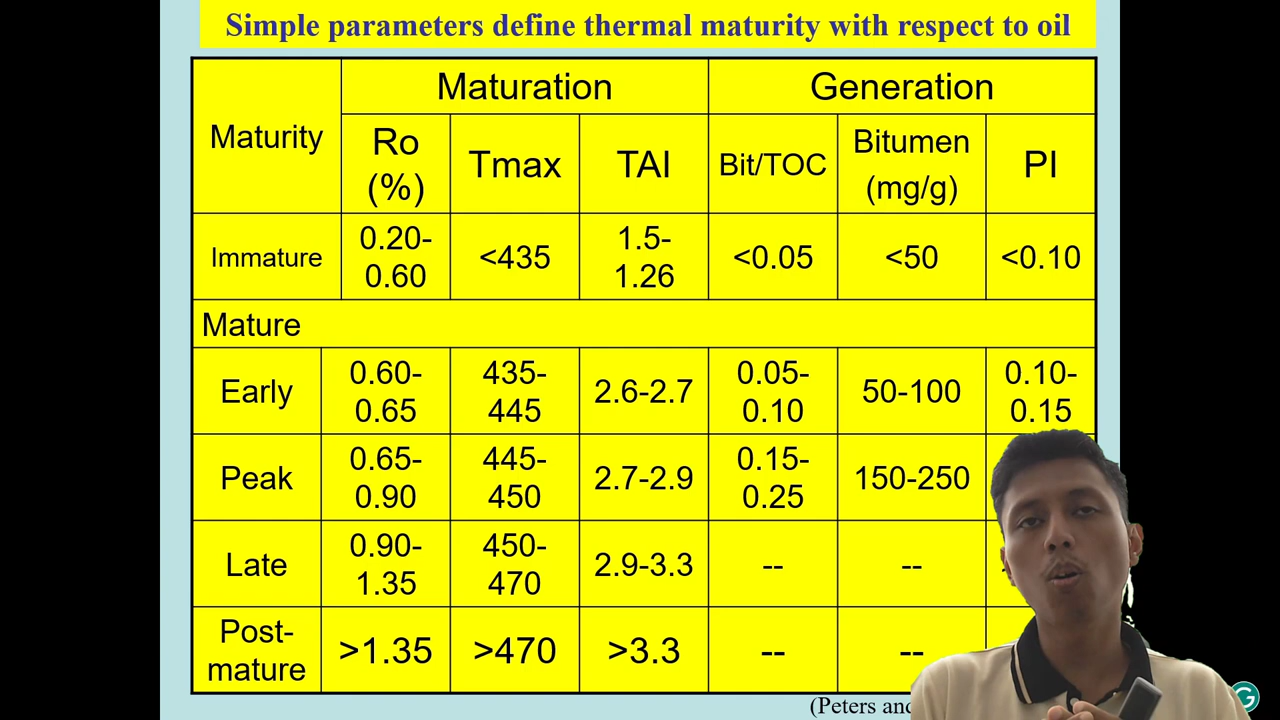 Simple parameters define thermal maturity with respect to oil
Maturity
Maturation
Generation
Ro
(%)
Tmax
TAI
Bit/TOC
Bitumen
(mg/g)
PI
Immature
0.20-
0.60
<435
1.5-
1.26
<0.05
<50
<0.10
Mature
Early
0.60-
0.65
435-
445
2.6-2.7
0.05-
0.10
50-100
0.10-
0.15
Peak
0.65-
0.90
445-
450
2.7-2.9
0.15-
0.25
150-250
Late
0.90-
1.35
450-
470
2.9-3.3
--
--
Post-
mature
>1.35
>470
>3.3
--
--
(Peters and
G